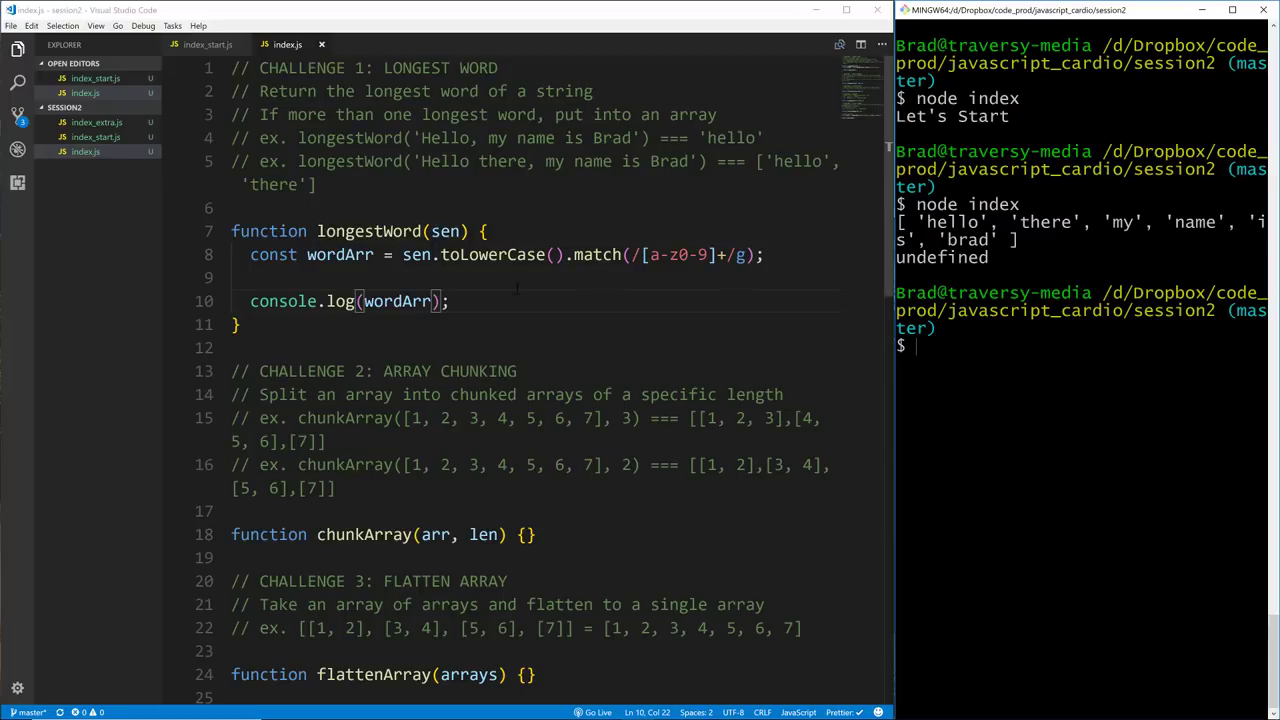 index.js - session2 - Visual Studio Code
File Edit Selection View Go Debug Tasks Help
EXPLORER
OPEN EDITORS
index_start.js U
index.js U
SESSION2
index_extra.js U
index_start.js U
index.js U
3
index_start.js index.js ×
1 // CHALLENGE 1: LONGEST WORD
2 // Return the longest word of a string
3 // If more than one longest word, put into an array
4 // ex. longestWord('Hello, my name is Brad') === 'hello'
5 // ex. longestWord('Hello there, my name is Brad') === ['hello',
'there']
6
7 function longestWord(sen) {
8 const wordArr = sen.toLowerCase().match(/[a-z0-9]+/g);
9
10 console.log(wordArr);
11 }
12
13 // CHALLENGE 2: ARRAY CHUNKING
14 // Split an array into chunked arrays of a specific length
15 // ex. chunkArray([1, 2, 3, 4, 5, 6, 7], 3) === [[1, 2, 3],[4,
5, 6],[7]]
16 // ex. chunkArray([1, 2, 3, 4, 5, 6, 7], 2) === [[1, 2],[3, 4],
[5, 6],[7]]
17
18 function chunkArray(arr, len) {}
19
20 // CHALLENGE 3: FLATTEN ARRAY
21 // Take an array of arrays and flatten to a single array
22 // ex. [[1, 2], [3, 4], [5, 6], [7]] = [1, 2, 3, 4, 5, 6, 7]
24 function flattenArray(arrays) {}
25
master* 0 0 Go Live Ln 10, Col 22 Spaces: 2 UTF-8 CRLF JavaScript Prettier: ✓
MINGW64:/d/Dropbox/code_prod/javascript_cardio/session2
Brad@traversy-media /d/Dropbox/code_
prod/javascript_cardio/session2 (mas
ter)
$ node index
Let's Start
Brad@traversy-media /d/Dropbox/code_
prod/javascript_cardio/session2 (mas
ter)
$ node index
[ 'hello', 'there', 'my', 'name', 'i
s', 'brad' ]
undefined
Brad@traversy-media /d/Dropbox/code_
prod/javascript_cardio/session2 (mas
ter)
$